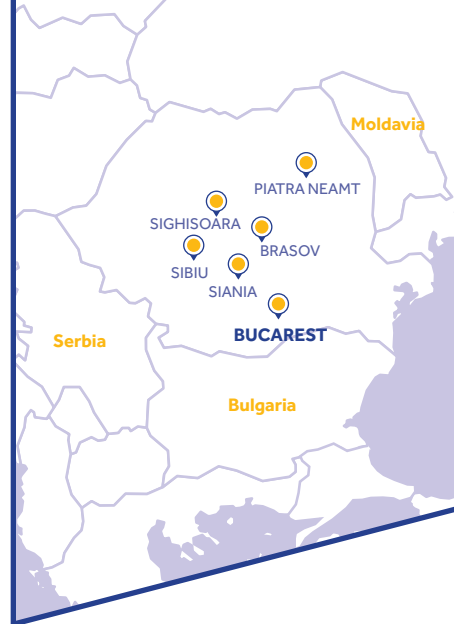 Moldavia
PIATRA NEAMT
SIGHISOARA
BRASOV
SIBIU
SIANIA
BUCAREST
Serbia
Bulgaria